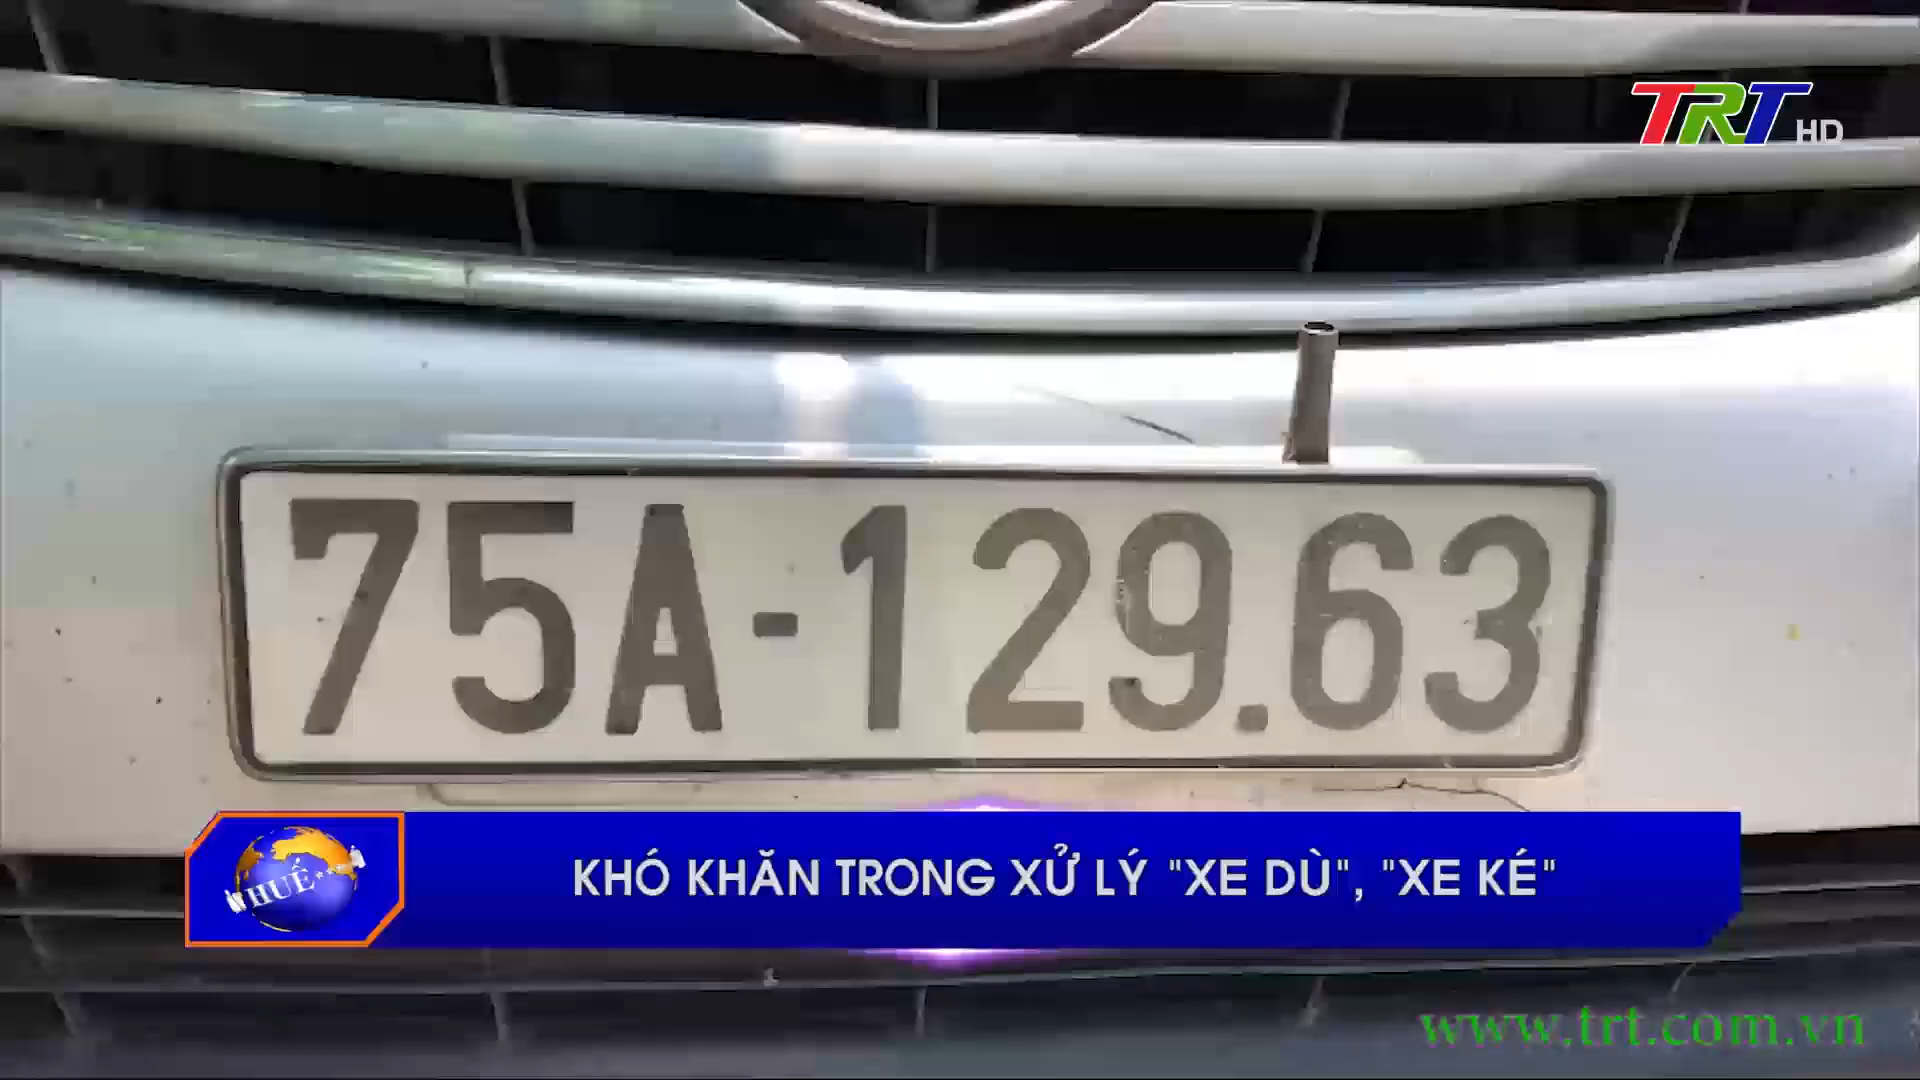 TRT HD
75A-129.63
HUẾ
KHÓ KHĂN TRONG XỬ LÝ "XE DÙ", "XE KÉ"
www.trt.com.vn